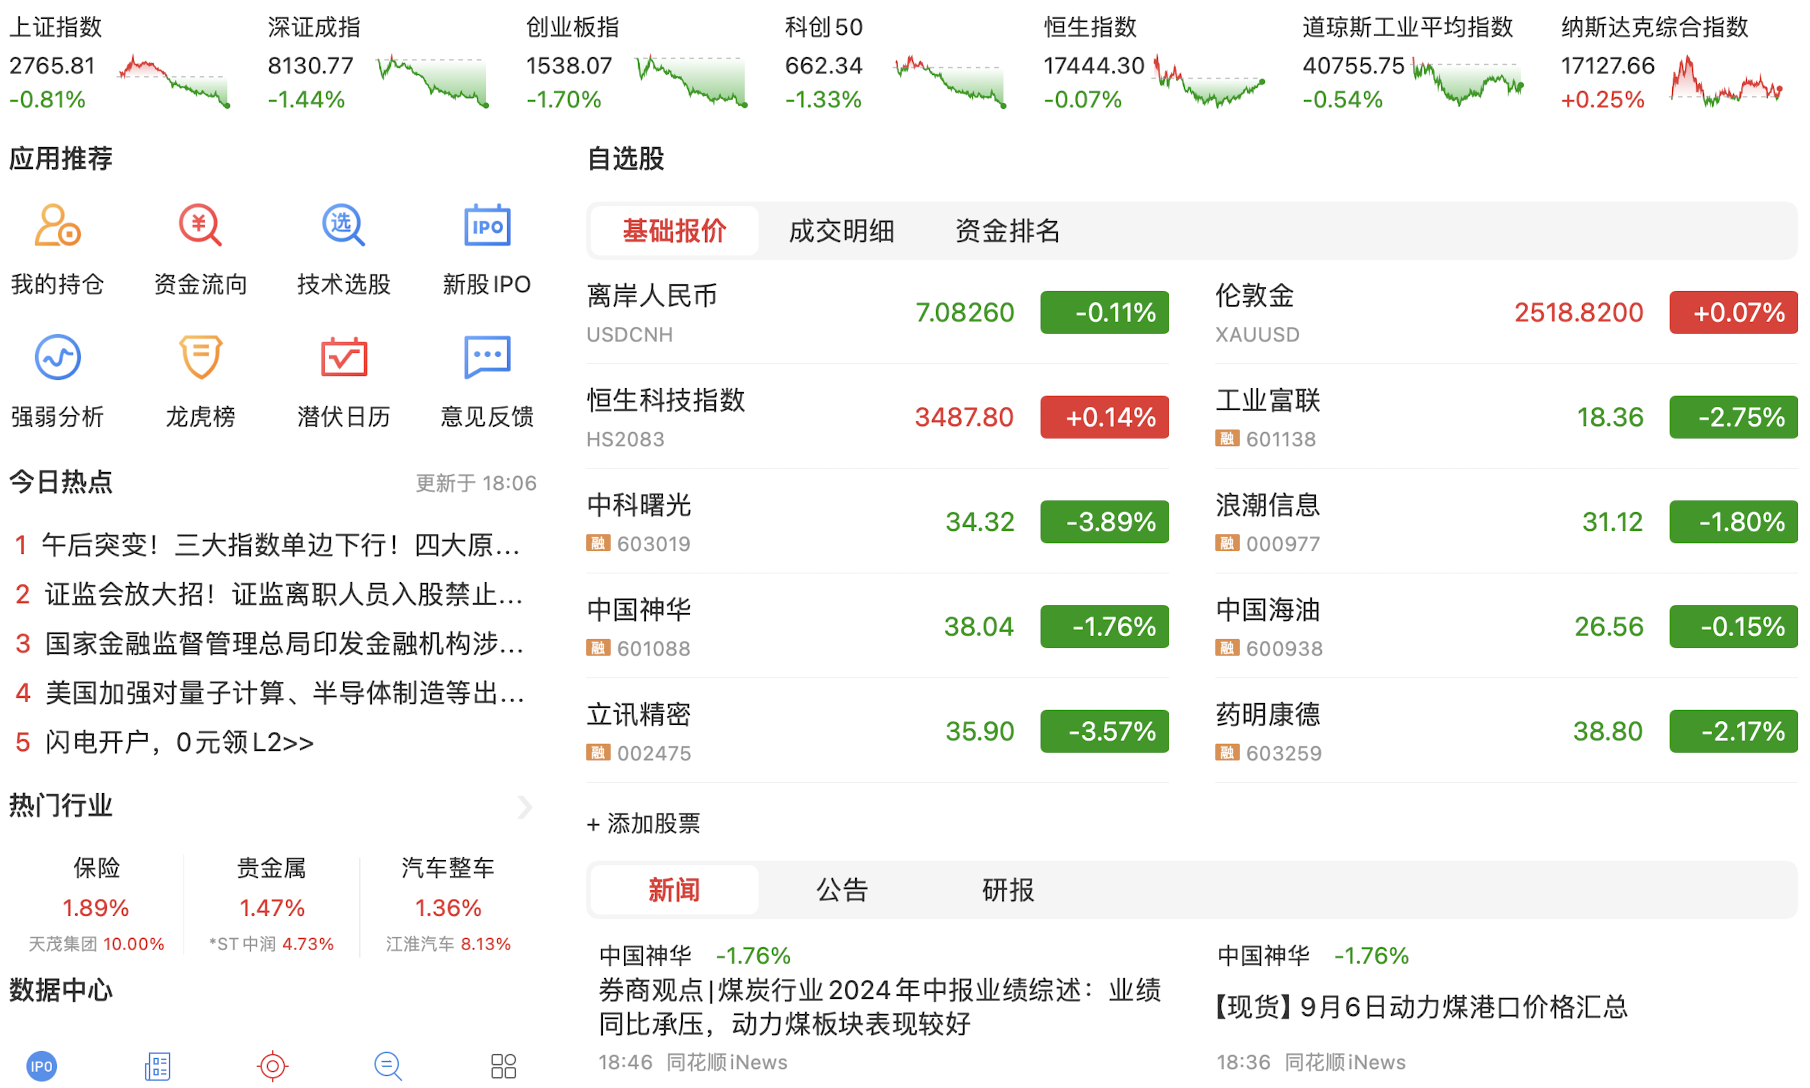 上证指数
2765.81
-0.81%
深证成指
8130.77
-1.44%
创业板指
1538.07
-1.70%
科创50
662.34
-1.33%
恒生指数
17444.30
-0.07%
道琼斯工业平均指数
40755.75
-0.54%
纳斯达克综合指数
17127.66
+0.25%
应用推荐
¥
选
IPO
我的持仓
资金流向
技术选股
新股IPO
强弱分析
龙虎榜
潜伏日历
意见反馈
今日热点
更新于 18:06
1 午后突变！三大指数单边下行！四大原...
2 证监会放大招！证监离职人员入股禁止...
3 国家金融监督管理总局印发金融机构涉...
4 美国加强对量子计算、半导体制造等出...
5 闪电开户，0元领L2>>
热门行业
保险
1.89%
天茂集团 10.00%
贵金属
1.47%
*ST中润 4.73%
汽车整车
1.36%
江淮汽车 8.13%
数据中心
IPO
自选股
基础报价
成交明细
资金排名
离岸人民币
USDCNH
7.08260
-0.11%
伦敦金
XAUUSD
2518.8200
+0.07%
恒生科技指数
HS2083
3487.80
+0.14%
工业富联
融 601138
18.36
-2.75%
中科曙光
融 603019
34.32
-3.89%
浪潮信息
融 000977
31.12
-1.80%
中国神华
融 601088
38.04
-1.76%
中国海油
融 600938
26.56
-0.15%
立讯精密
融 002475
35.90
-3.57%
药明康德
融 603259
38.80
-2.17%
+ 添加股票
新闻
公告
研报
中国神华 -1.76%
券商观点|煤炭行业2024年中报业绩综述：业绩
同比承压，动力煤板块表现较好
18:46 同花顺iNews
中国神华 -1.76%
【现货】9月6日动力煤港口价格汇总
18:36 同花顺iNews